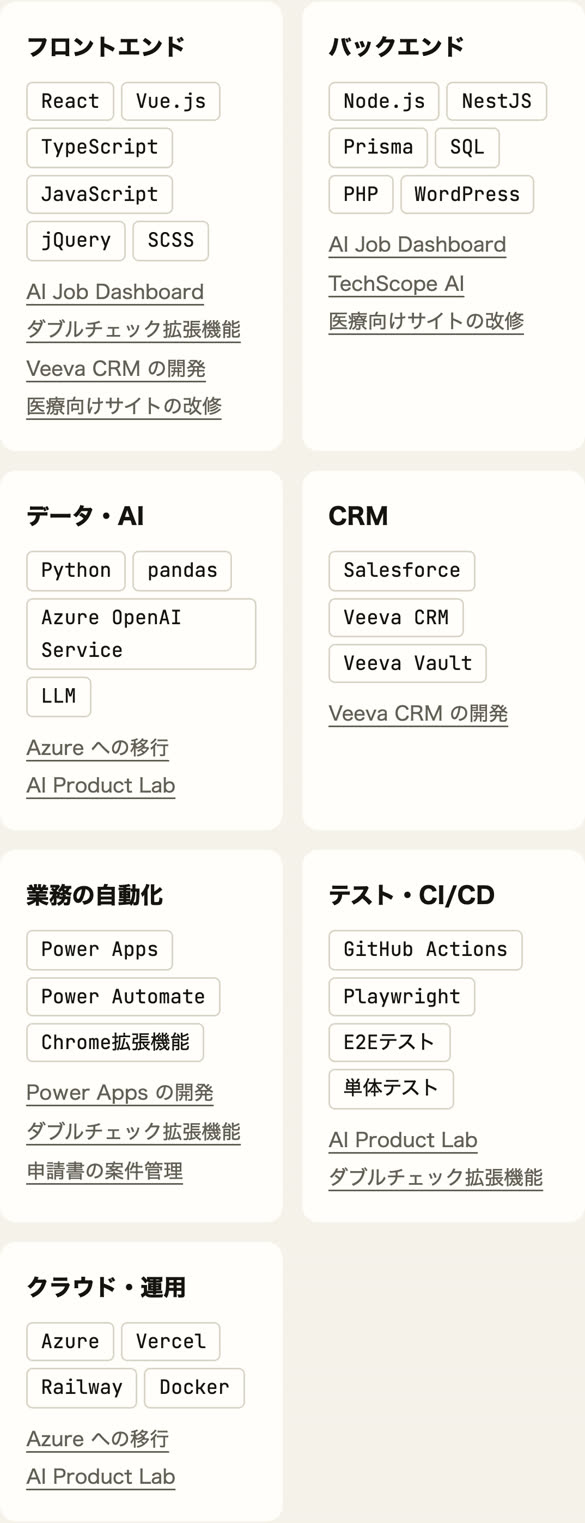 フロントエンド
React Vue.js
TypeScript
JavaScript
jQuery SCSS
AI Job Dashboard
ダブルチェック拡張機能
Veeva CRM の開発
医療向けサイトの改修
バックエンド
Node.js NestJS
Prisma SQL
PHP WordPress
AI Job Dashboard
TechScope AI
医療向けサイトの改修
データ・AI
Python pandas
Azure OpenAI
Service
LLM
Azure への移行
AI Product Lab
CRM
Salesforce
Veeva CRM
Veeva Vault
Veeva CRM の開発
業務の自動化
Power Apps
Power Automate
Chrome拡張機能
Power Apps の開発
ダブルチェック拡張機能
申請書の案件管理
テスト・CI/CD
GitHub Actions
Playwright
E2Eテスト
単体テスト
AI Product Lab
ダブルチェック拡張機能
クラウド・運用
Azure Vercel
Railway Docker
Azure への移行
AI Product Lab